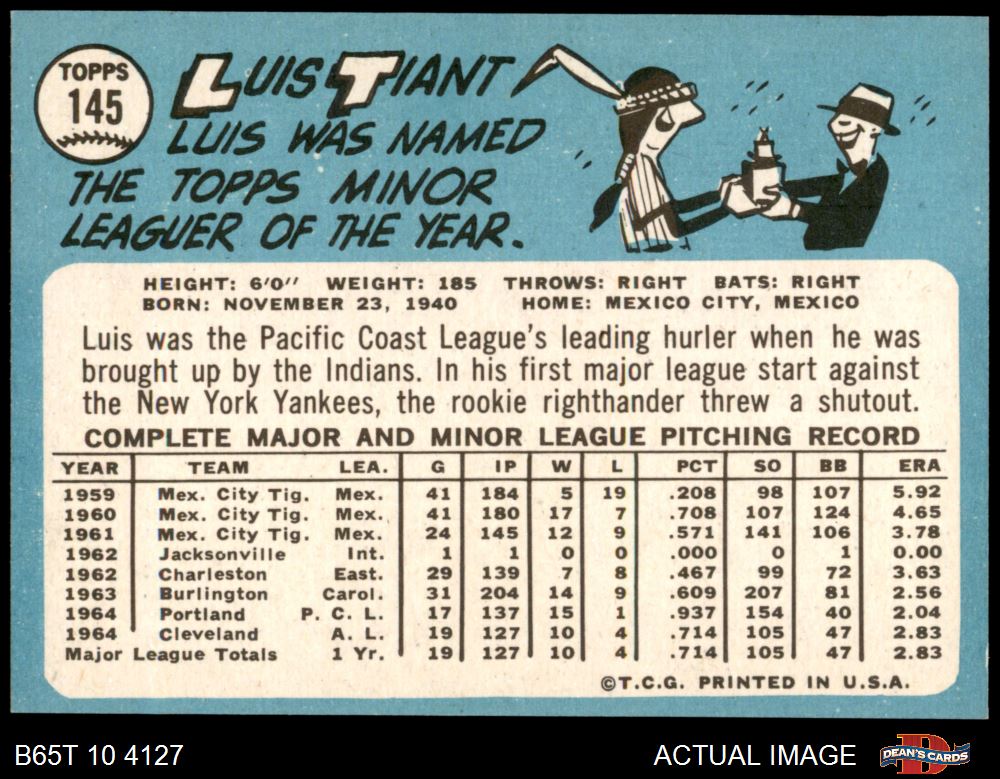 TOPPS
145
LUIS TIANT
LUIS WAS NAMED
THE TOPPS MINOR
LEAGUER OF THE YEAR.
HEIGHT: 6'0" WEIGHT: 185 THROWS: RIGHT BATS: RIGHT
BORN: NOVEMBER 23, 1940 HOME: MEXICO CITY, MEXICO
Luis was the Pacific Coast League's leading hurler when he was
brought up by the Indians. In his first major league start against
the New York Yankees, the rookie righthander threw a shutout.
COMPLETE MAJOR AND MINOR LEAGUE PITCHING RECORD
YEAR TEAM LEA. G IP W L PCT SO BB ERA
1959 Mex. City Tig. Mex. 41 184 5 19 .208 98 107 5.92
1960 Mex. City Tig. Mex. 41 180 17 7 .708 107 124 4.65
1961 Mex. City Tig. Mex. 24 145 12 9 .571 141 106 3.78
1962 Jacksonville Int. 1 1 0 0 .000 0 1 0.00
1962 Charleston East. 29 139 7 8 .467 99 72 3.63
1963 Burlington Carol. 31 204 14 9 .609 207 81 2.56
1964 Portland P. C. L. 17 137 15 1 .937 154 40 2.04
1964 Cleveland A. L. 19 127 10 4 .714 105 47 2.83
Major League Totals 1 Yr. 19 127 10 4 .714 105 47 2.83
©T.C.G. PRINTED IN U.S.A.
B65T 10 4127 ACTUAL IMAGE DEAN'S CARDS